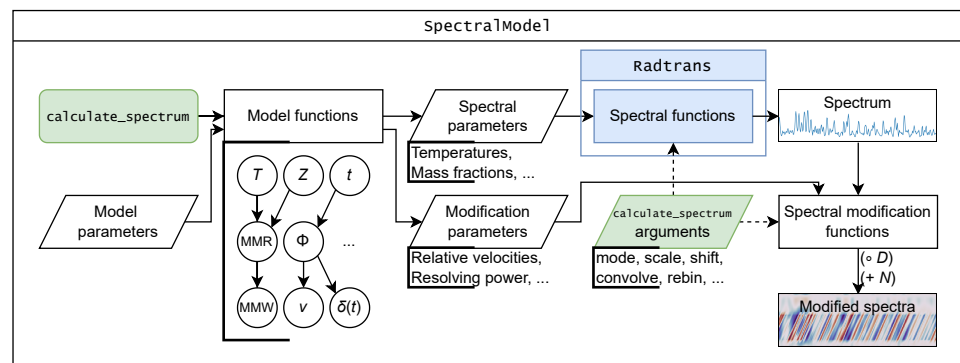 SpectralModel
Radtrans
calculate_spectrum
Model functions
Spectral
parameters
Spectral functions
Spectrum
Temperatures,
Mass fractions, ...
T
Z
t
Model
parameters
MMR
Φ
...
Modification
parameters
calculate_spectrum
arguments
Spectral modification
functions
Relative velocities,
Resolving power, ...
mode, scale, shift,
convolve, rebin, ...
(∘ D)
(+ N)
MMW
v
δ(t)
Modified spectra